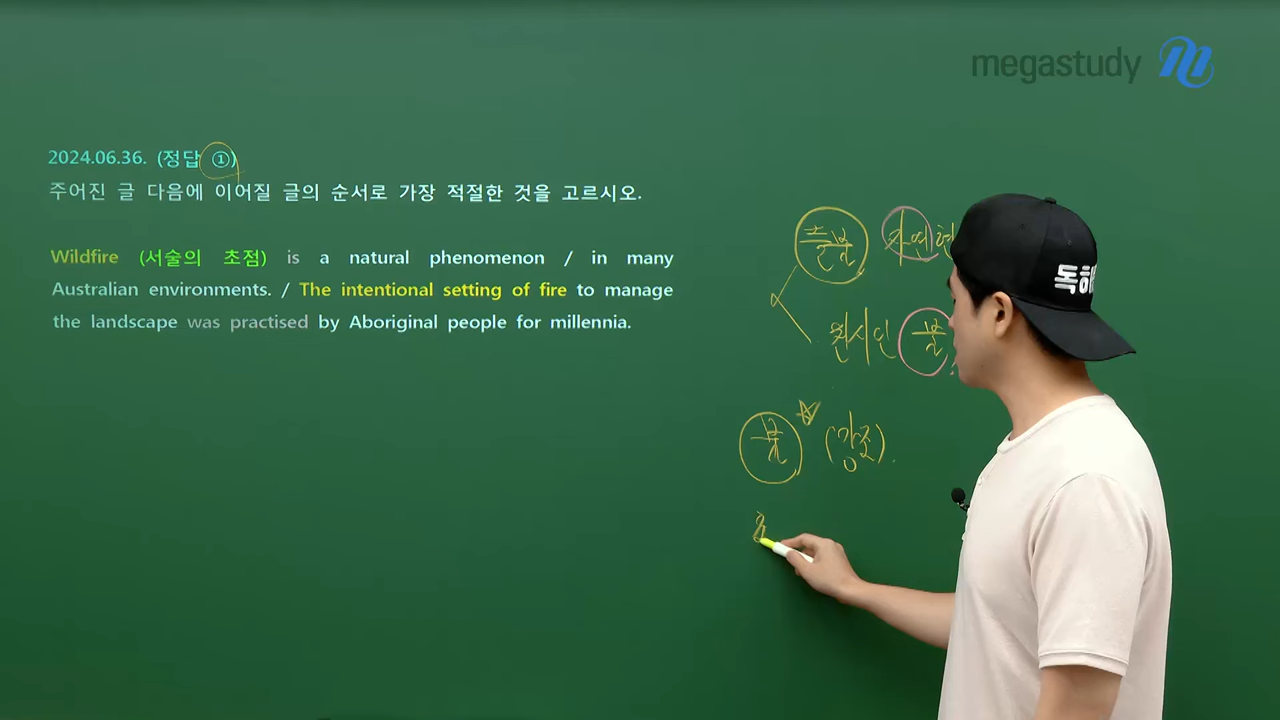 megastudy
2024.06.36. (정답 ①)
주어진 글 다음에 이어질 글의 순서로 가장 적절한 것을 고르시오.
Wildfire (서술의 초점) is a natural phenomenon / in many
Australian environments. / The intentional setting of fire to manage
the landscape was practised by Aboriginal people for millennia.
들불
원시인 불
불 (강조).